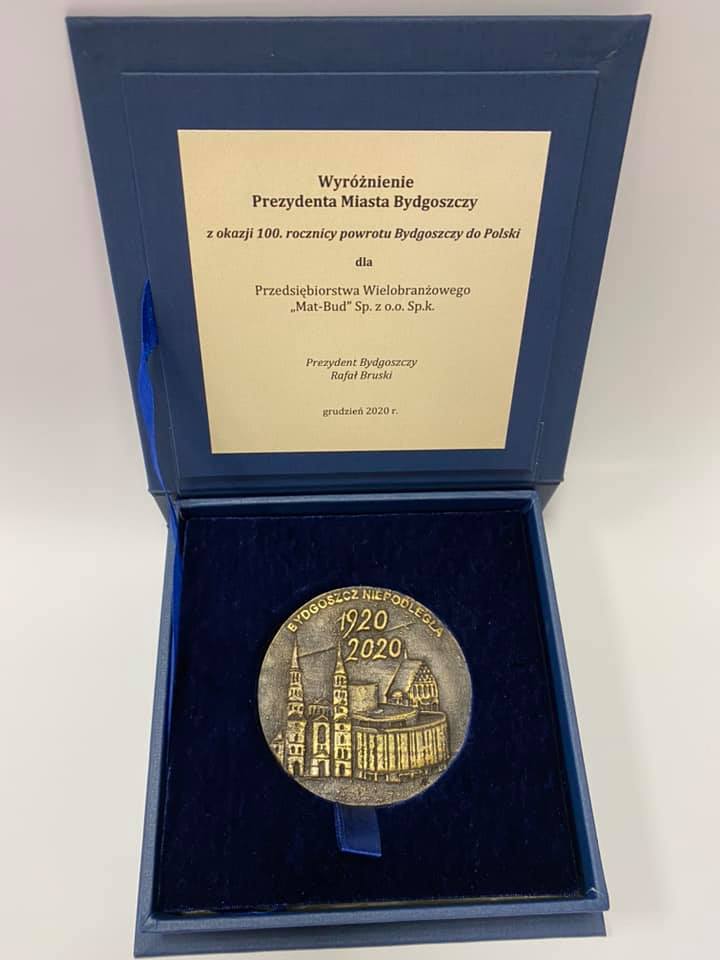 Wyróżnienie
Prezydenta Miasta Bydgoszczy
z okazji 100. rocznicy powrotu Bydgoszczy do Polski
dla
Przedsiębiorstwa Wielobranżowego
„Mat-Bud” Sp. z o.o. Sp.k.
Prezydent Bydgoszczy
Rafał Bruski
grudzień 2020 r.
BYDGOSZCZ NIEPODLEGŁA
1920
2020